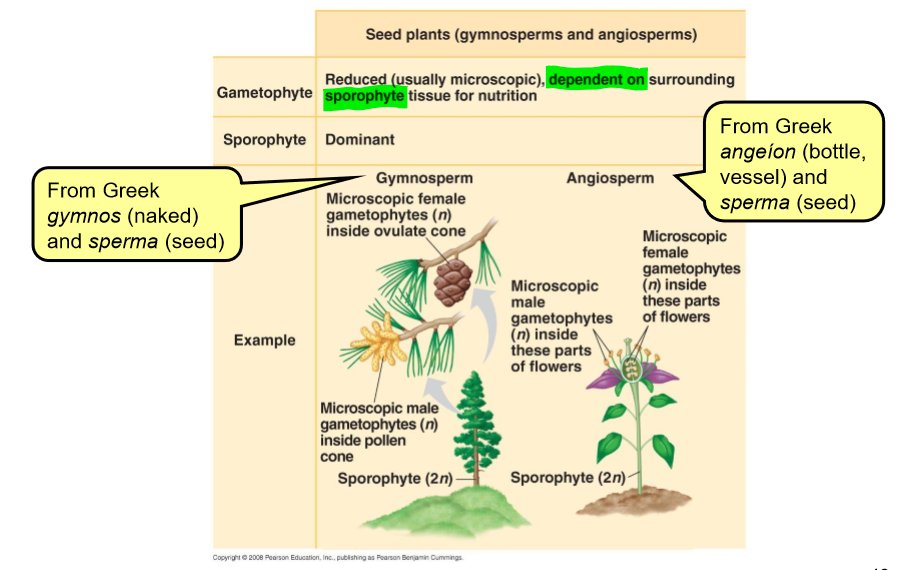 Seed plants (gymnosperms and angiosperms)
Gametophyte
Reduced (usually microscopic), dependent on surrounding
sporophyte tissue for nutrition
Sporophyte
Dominant
From Greek
angeíon (bottle,
vessel) and
sperma (seed)
From Greek
gymnos (naked)
and sperma (seed)
Example
Gymnosperm
Microscopic female
gametophytes (n)
inside ovulate cone
Microscopic male
gametophytes (n)
inside pollen
cone
Sporophyte (2n)
Angiosperm
Microscopic
female
gametophytes
(n) inside
these parts
of flowers
Microscopic
male
gametophytes
(n) inside
these parts
of flowers
Sporophyte (2n)
Copyright © 2008 Pearson Education, Inc., publishing as Pearson Benjamin Cummings.